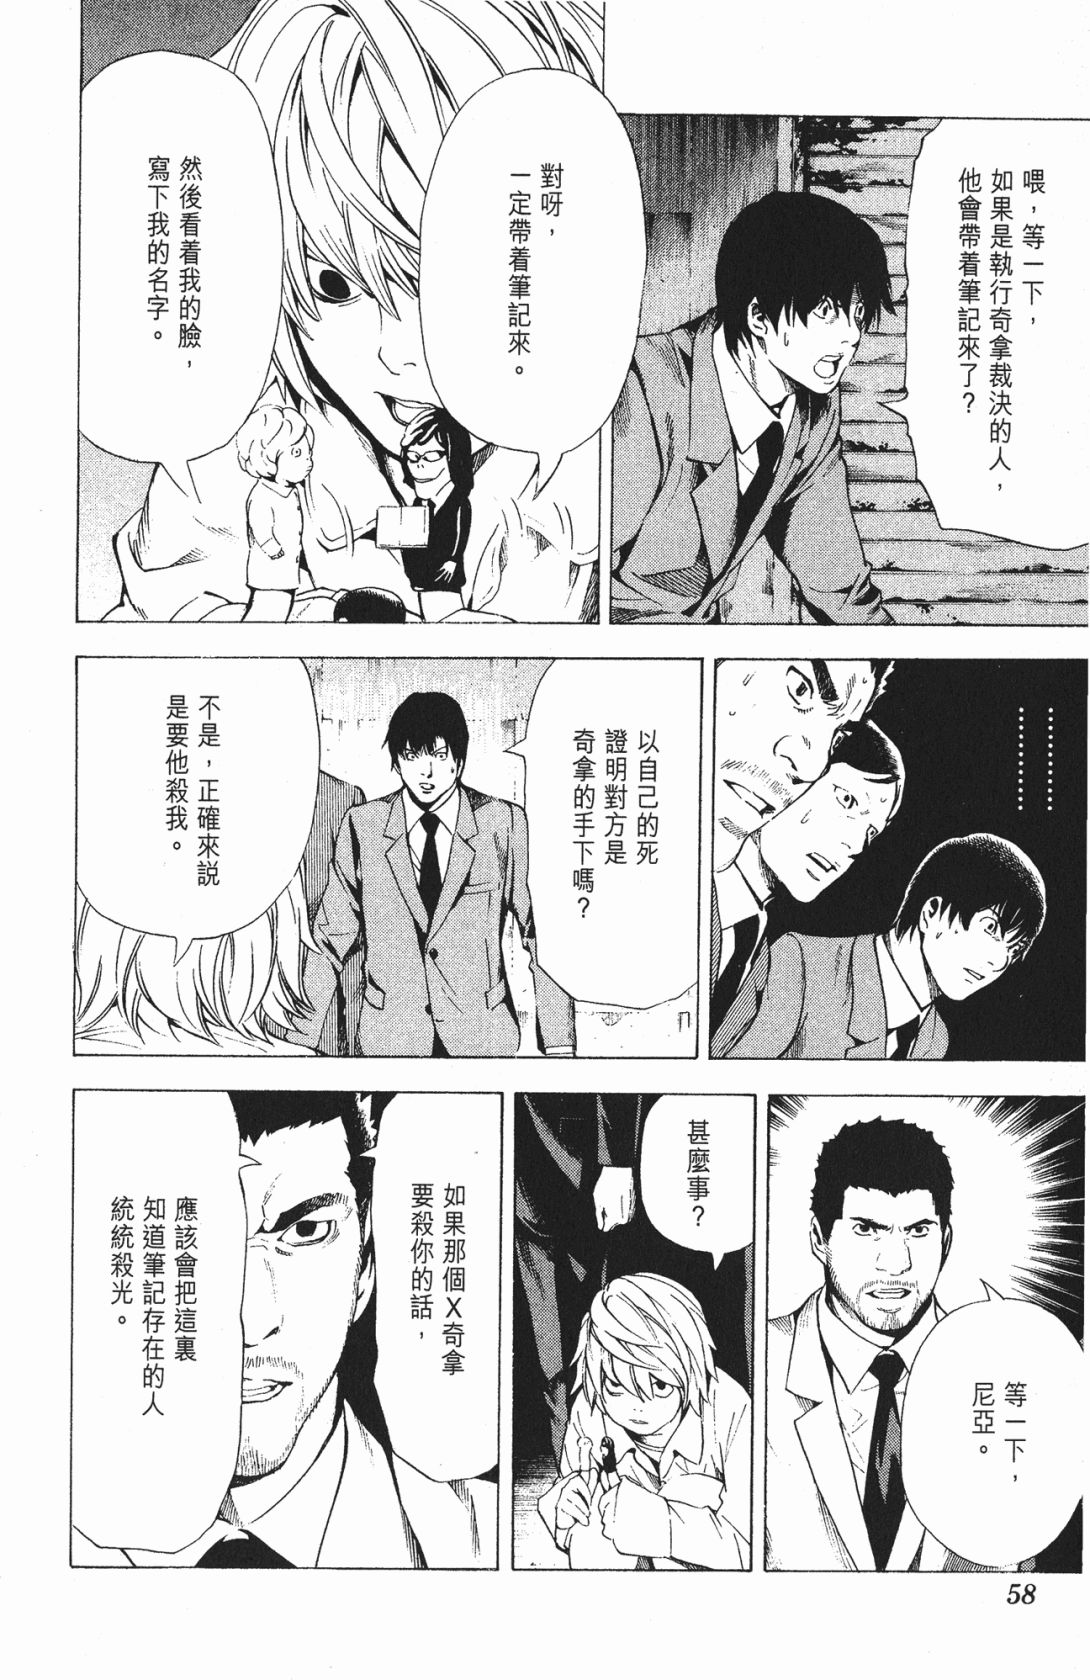 喂，等一下，
如果是執行奇拿裁決的人，
他會帶着筆記來了？
對呀，
一定帶着筆記來。
然後看着我的臉，
寫下我的名字。
…………
…………
以自己的死
證明對方是
奇拿的手下嗎？
不是，正確來説
是要他殺我。
等一下，
尼亞。
甚麼事？
如果那個X奇拿
要殺你的話，
應該會把這裏
知道筆記存在的人
統統殺光。
58